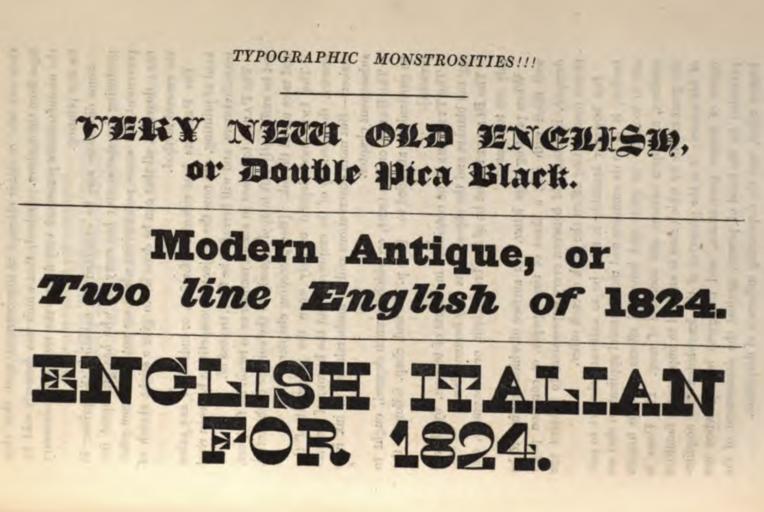 TYPOGRAPHIC MONSTROSITIES!!!
VERY NEW OLD ENGLISH,
or Double Pica Black.
Modern Antique, or
Two line English of 1824.
ENGLISH ITALIAN
FOR 1824.